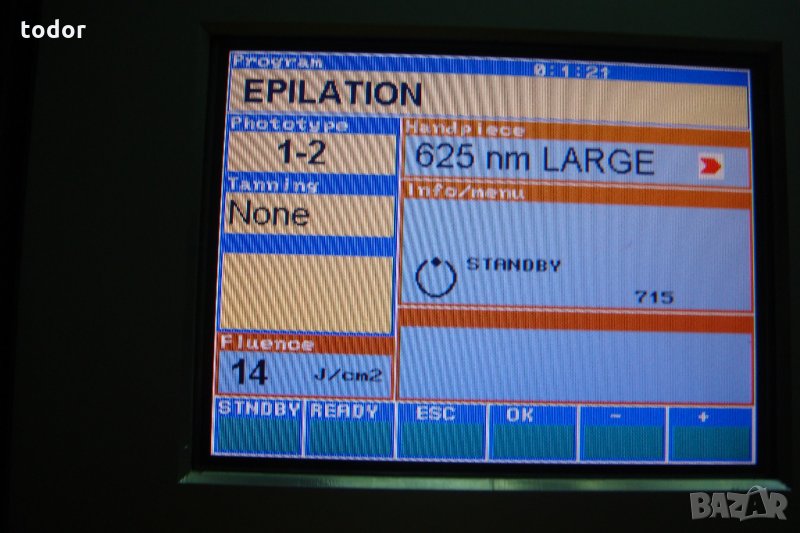 todor
Program 0:1:21
EPILATION
Phototype
1-2
Tanning
None
Handpiece
625 nm LARGE
Info/menu
STANDBY
715
Fluence
14 J/cm2
STNDBY READY ESC OK - +
BAZAR